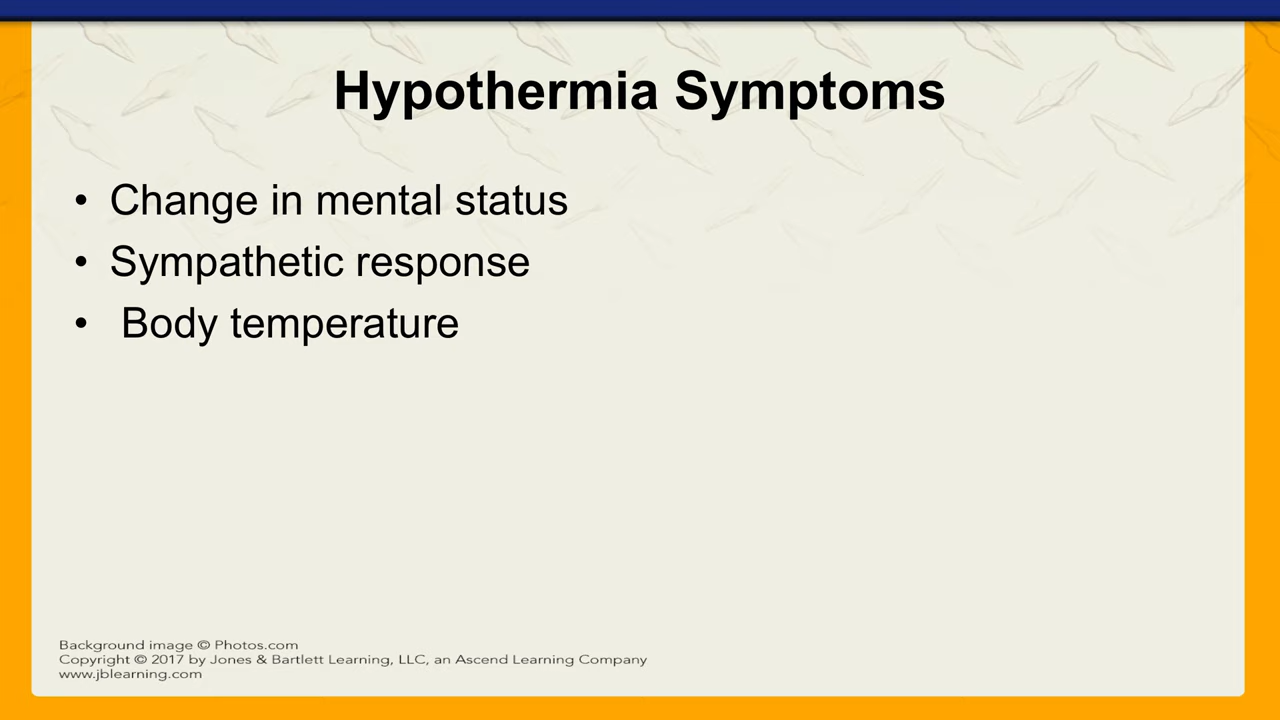 Hypothermia Symptoms
• Change in mental status
• Sympathetic response
• Body temperature
Background image © Photos.com
Copyright © 2017 by Jones & Bartlett Learning, LLC, an Ascend Learning Company
www.jblearning.com